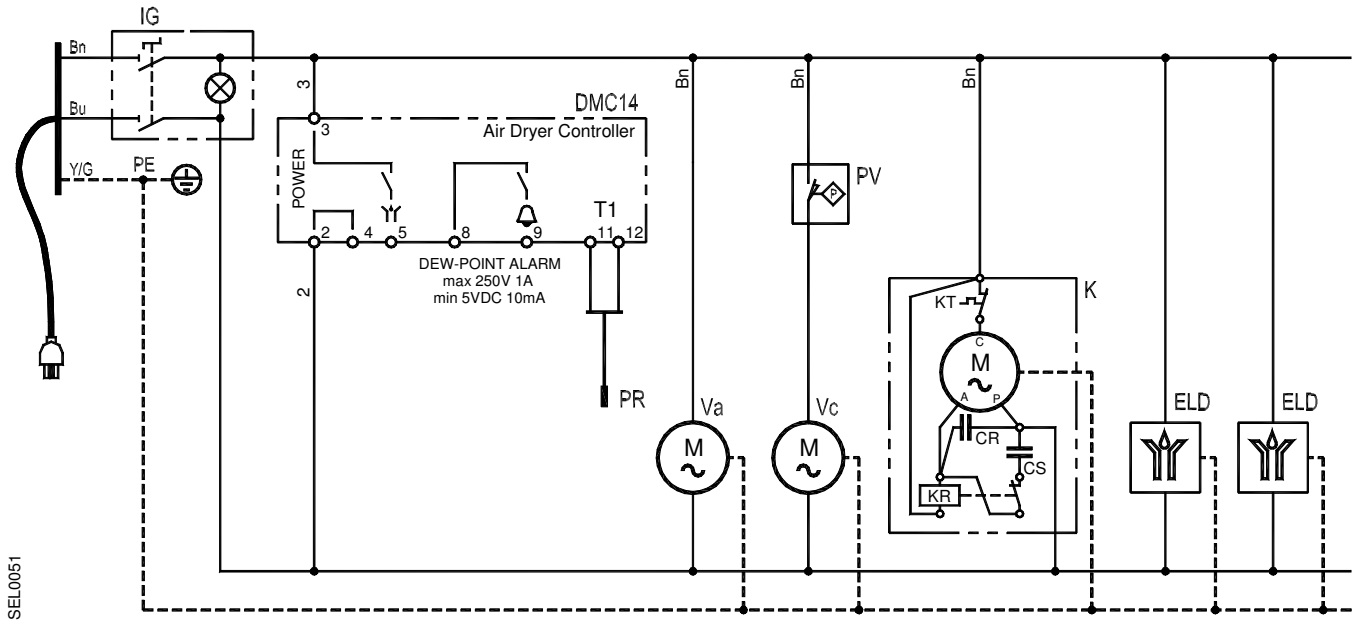 IG
Bn
Bu
Y/G
PE
3
3
DMC14
Air Dryer Controller
POWER
T1
2
4
5
8
9
11
12
DEW-POINT ALARM
max 250V 1A
min 5VDC 10mA
2
PR
Bn
Va
M
Bn
PV
P
Vc
M
Bn
K
KT
C
M
A
P
CR
CS
KR
ELD
ELD
SEL0051